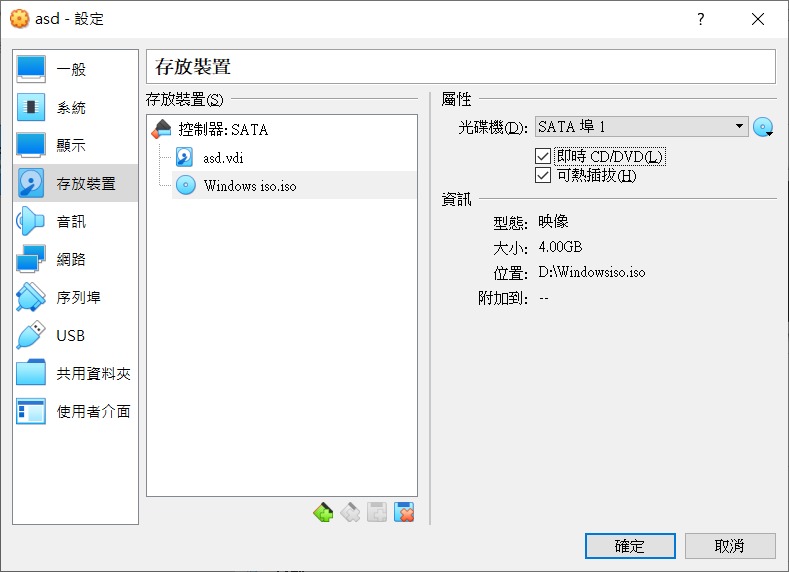 asd - 設定
?
一般
系統
顯示
存放裝置
音訊
網路
序列埠
USB
共用資料夾
使用者介面
存放裝置
存放裝置(S)
控制器: SATA
asd.vdi
Windows iso.iso
屬性
光碟機(D): SATA 埠 1
即時 CD/DVD(L)
可熱插拔(H)
資訊
型態: 映像
大小: 4.00GB
位置: D:\Windowsiso.iso
附加到: --
確定
取消